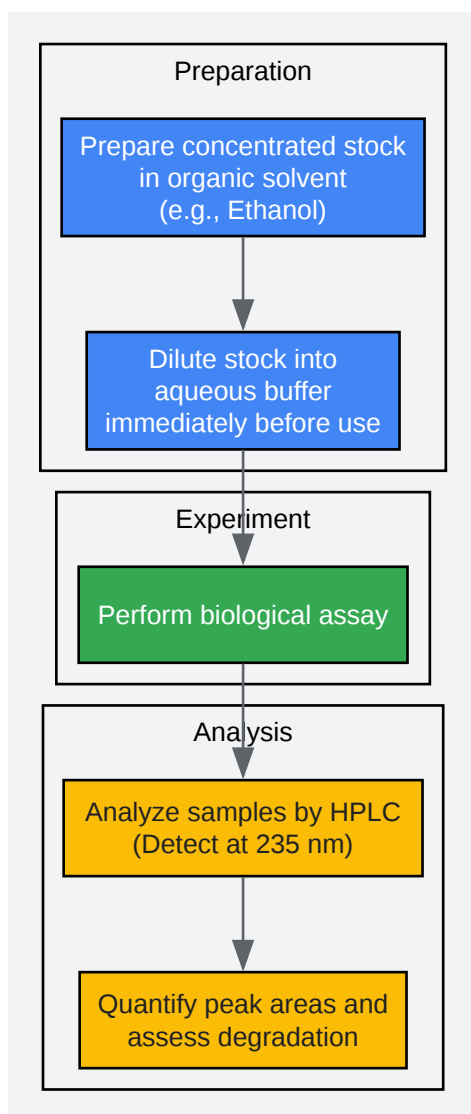 Preparation
Prepare concentrated stock
in organic solvent
(e.g., Ethanol)
Dilute stock into
aqueous buffer
immediately before use
Experiment
Perform biological assay
Analysis
Analyze samples by HPLC
(Detect at 235 nm)
Quantify peak areas and
assess degradation